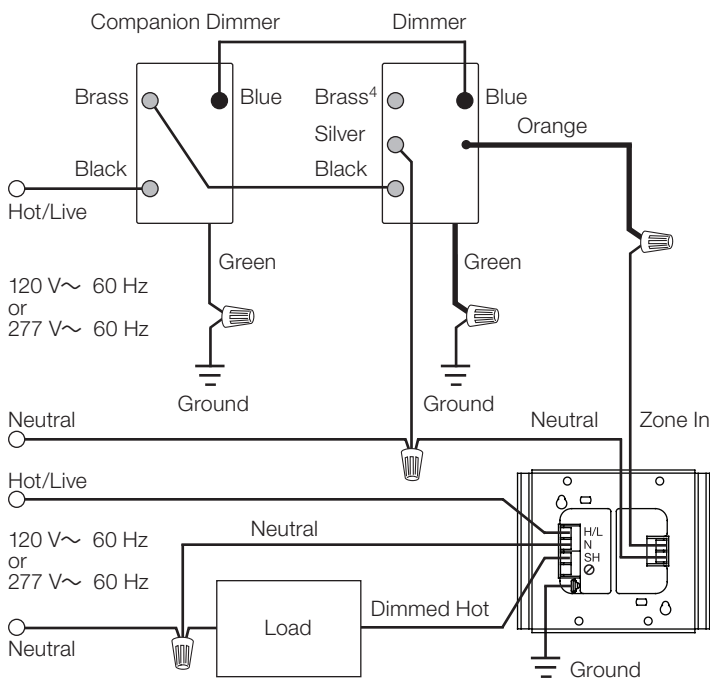 Companion Dimmer
Dimmer
Brass
Blue
Brass⁴
Blue
Silver
Orange
Black
Black
Hot/Live
Green
Green
120 V~ 60 Hz
or
277 V~ 60 Hz
Ground
Ground
Neutral
Neutral
Zone In
Hot/Live
Neutral
120 V~ 60 Hz
or
277 V~ 60 Hz
H/L
N
SH
Dimmed Hot
Load
Neutral
Ground